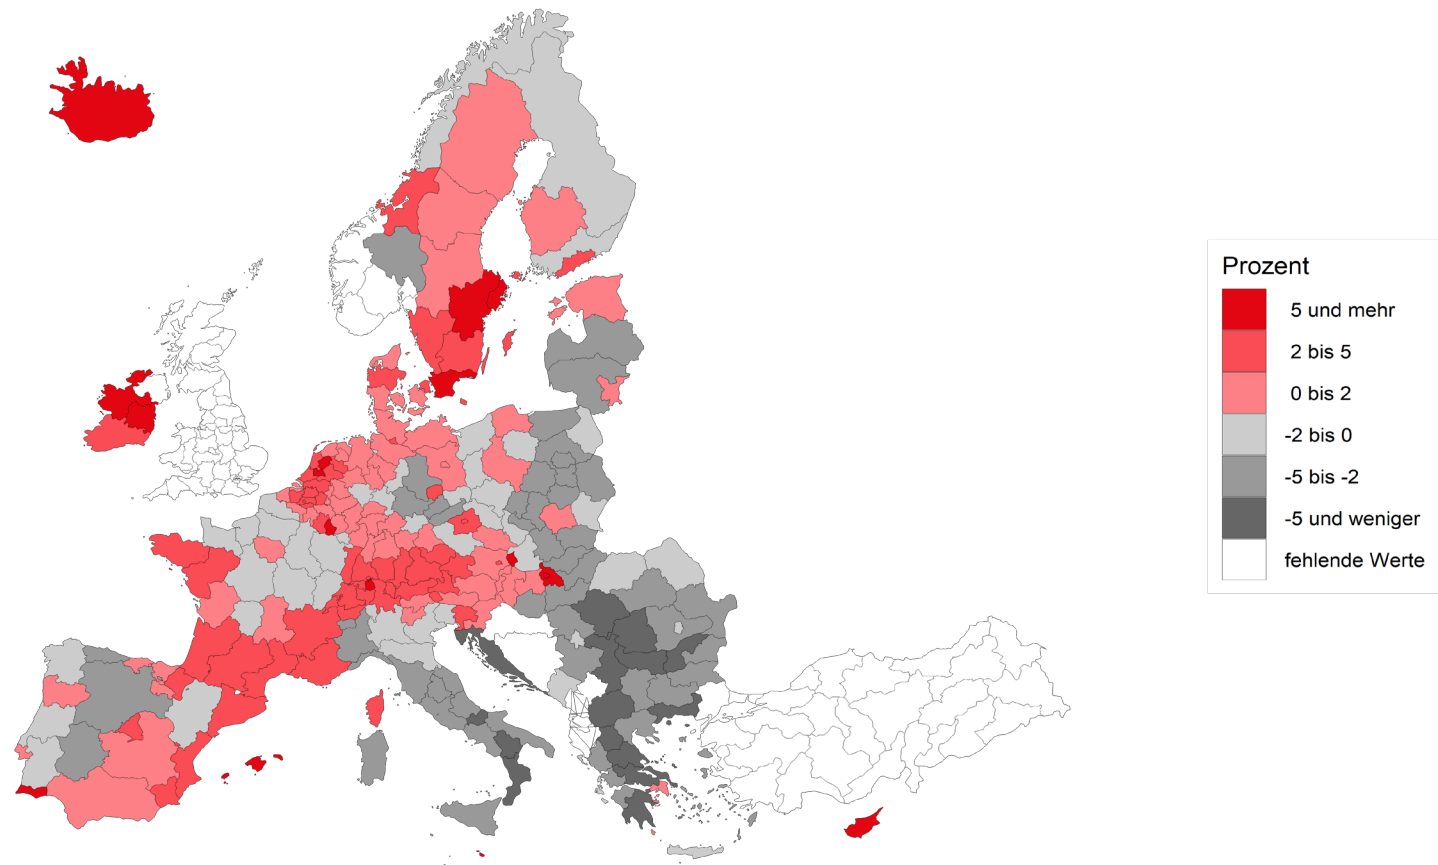 Prozent
5 und mehr
2 bis 5
0 bis 2
-2 bis 0
-5 bis -2
-5 und weniger
fehlende Werte